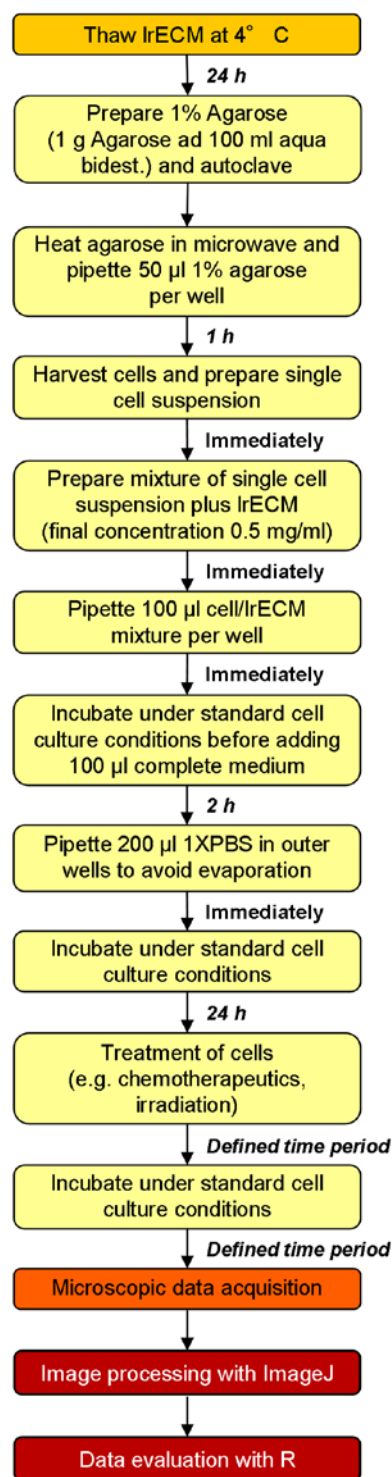 Thaw IrECM at 4° C
24 h
Prepare 1% Agarose
(1 g Agarose ad 100 ml aqua
bidest.) and autoclave
Heat agarose in microwave and
pipette 50 µl 1% agarose
per well
1 h
Harvest cells and prepare single
cell suspension
Immediately
Prepare mixture of single cell
suspension plus IrECM
(final concentration 0.5 mg/ml)
Immediately
Pipette 100 µl cell/IrECM
mixture per well
Immediately
Incubate under standard cell
culture conditions before adding
100 µl complete medium
2 h
Pipette 200 µl 1XPBS in outer
wells to avoid evaporation
Immediately
Incubate under standard cell
culture conditions
24 h
Treatment of cells
(e.g. chemotherapeutics,
irradiation)
Defined time period
Incubate under standard cell
culture conditions
Defined time period
Microscopic data acquisition
Image processing with ImageJ
Data evaluation with R